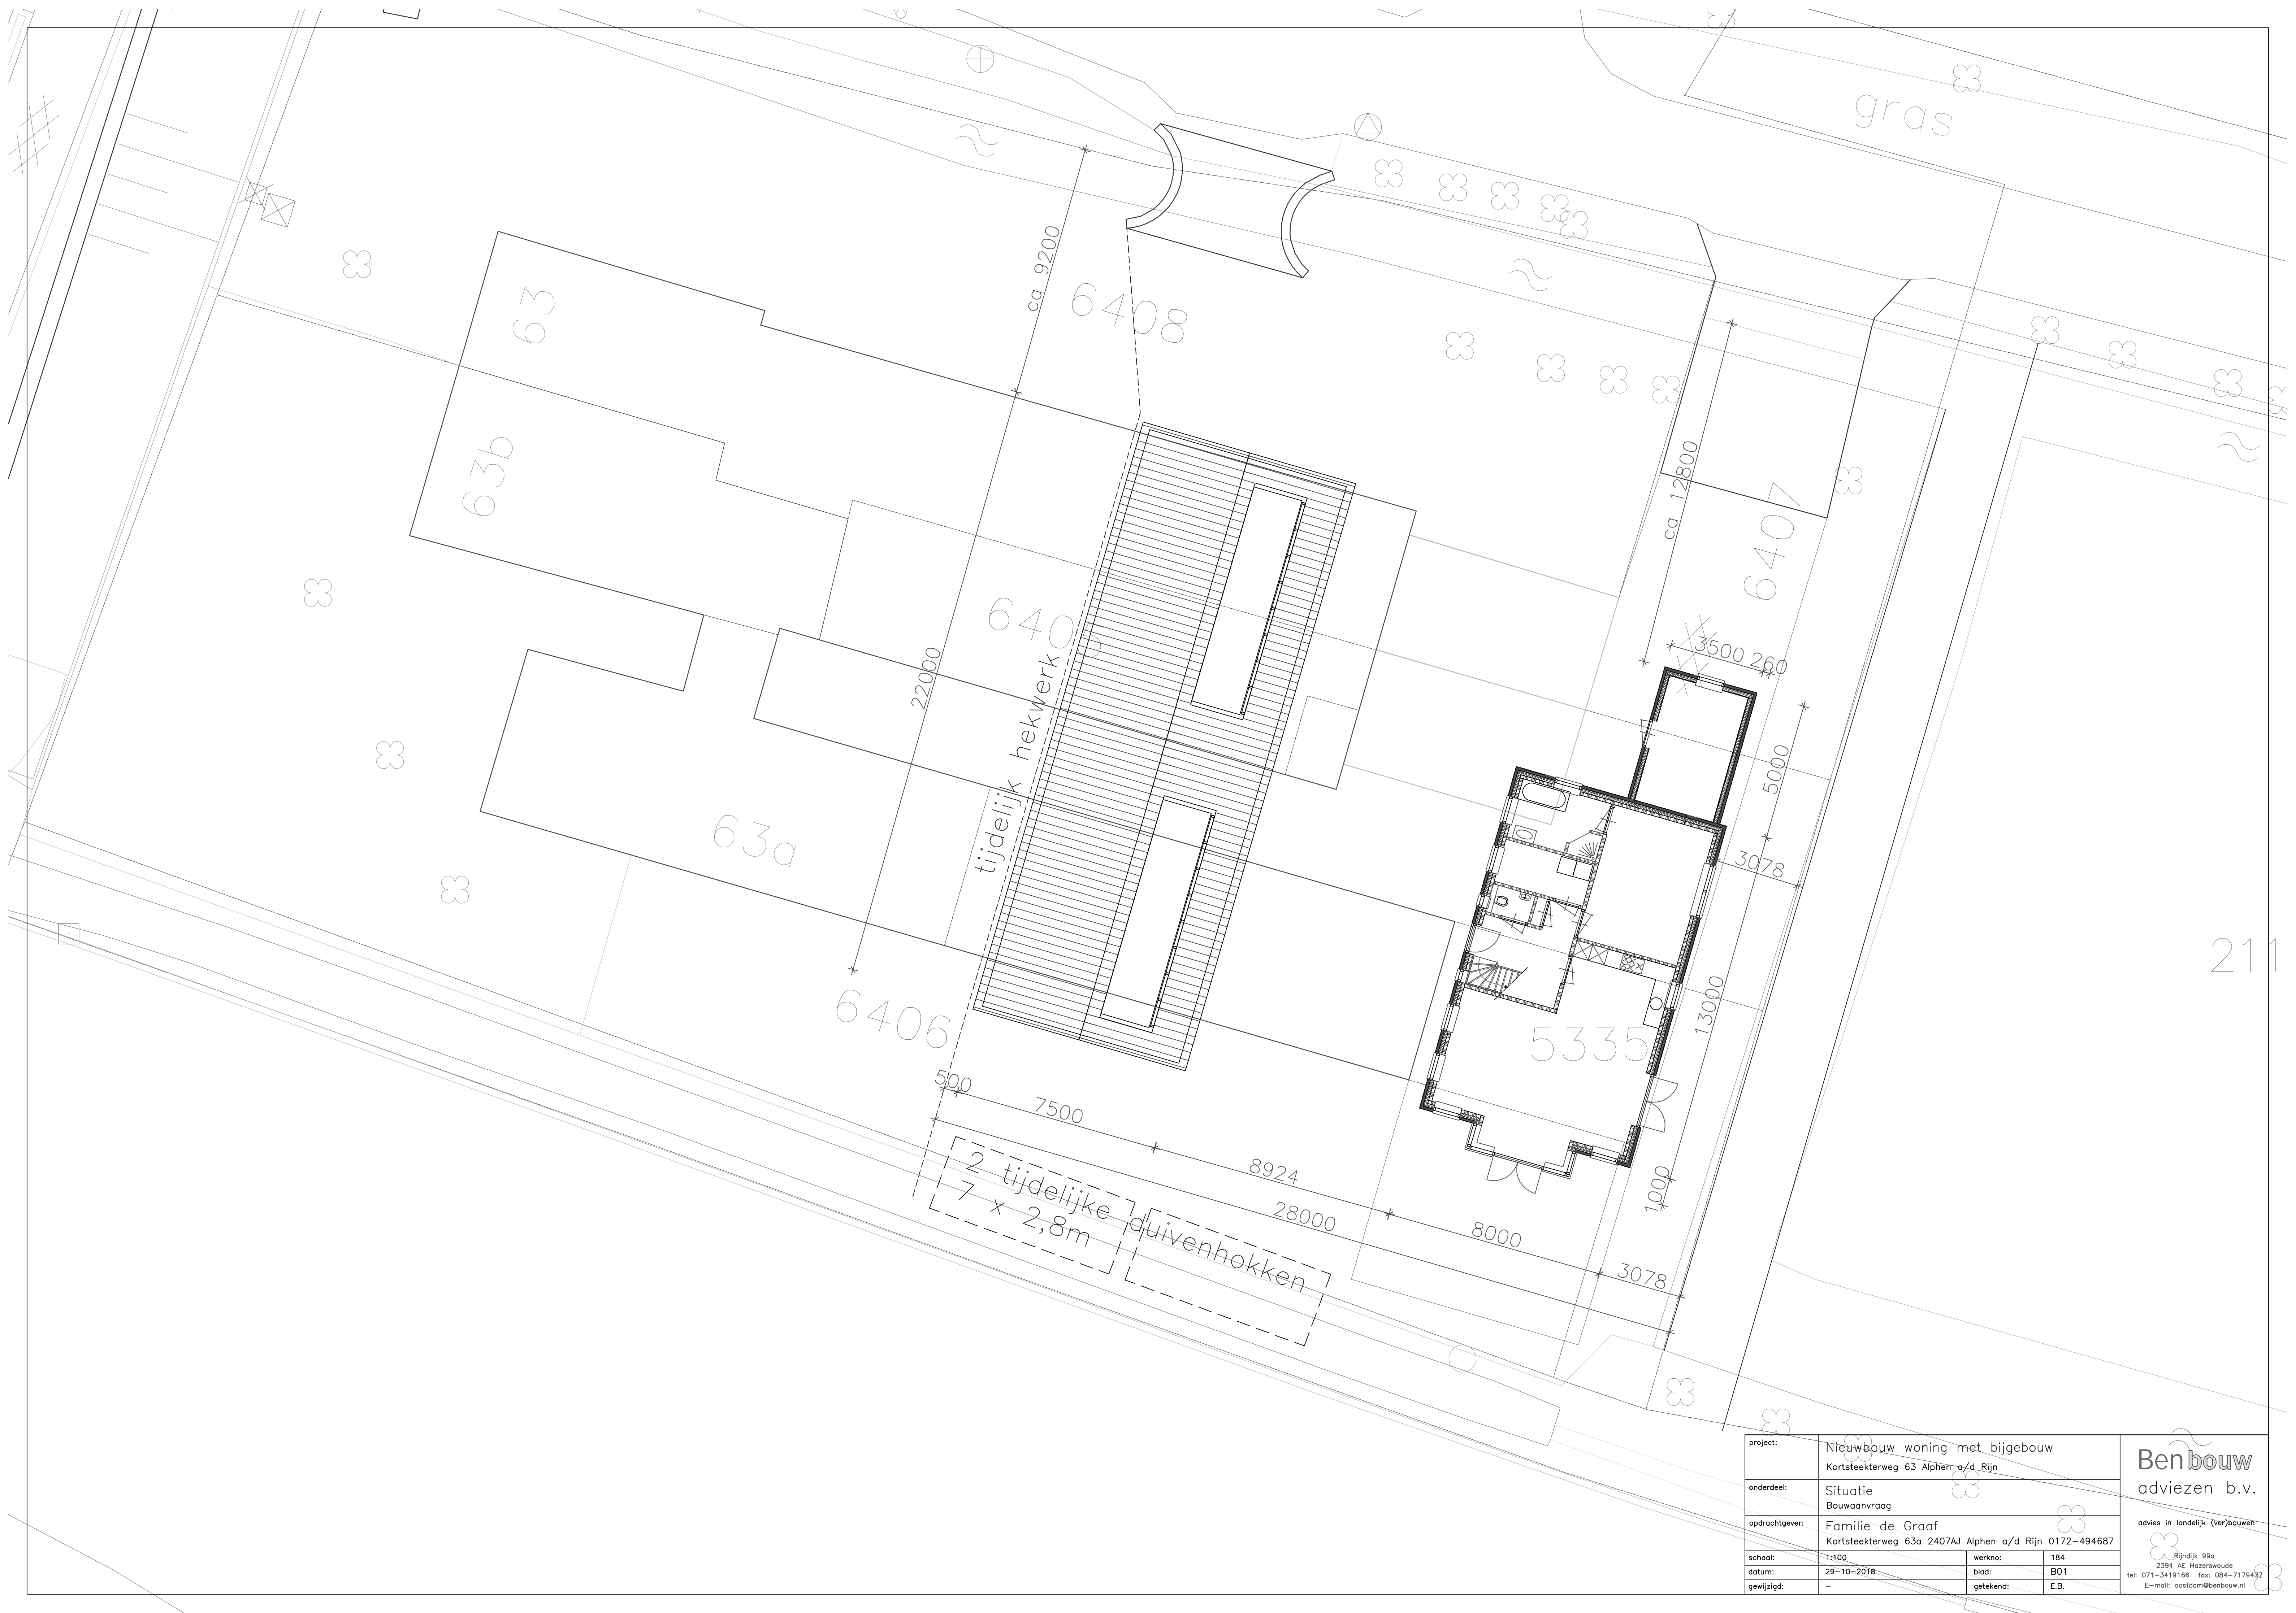 gras
63
ca 9200
6408
63b
ca 12800
6407
640
3500 260
22000
tijdelijk hekwerk
5000
63a
3078
211
6406
13000
5335
500
7500
8924
28000
1000
8000
3078
2 tijdelijke duivenhokken
7 x 2,8m
project:
Nieuwbouw woning met bijgebouw
Kortsteekterweg 63 Alphen a/d Rijn
onderdeel:
Situatie
Bouwaanvraag
opdrachtgever:
Familie de Graaf
Kortsteekterweg 63a 2407AJ Alphen a/d Rijn 0172-494687
schaal: 1:100 werkno: 184
datum: 29-10-2018 blad: B01
gewijzigd: - getekend: E.B.
Benbouw
adviezen b.v.
advies in landelijk (ver)bouwen
Rijndijk 99a
2394 AE Hazerswoude
tel: 071-3419166 fax: 084-7179437
E-mail: oostdam@benbouw.nl